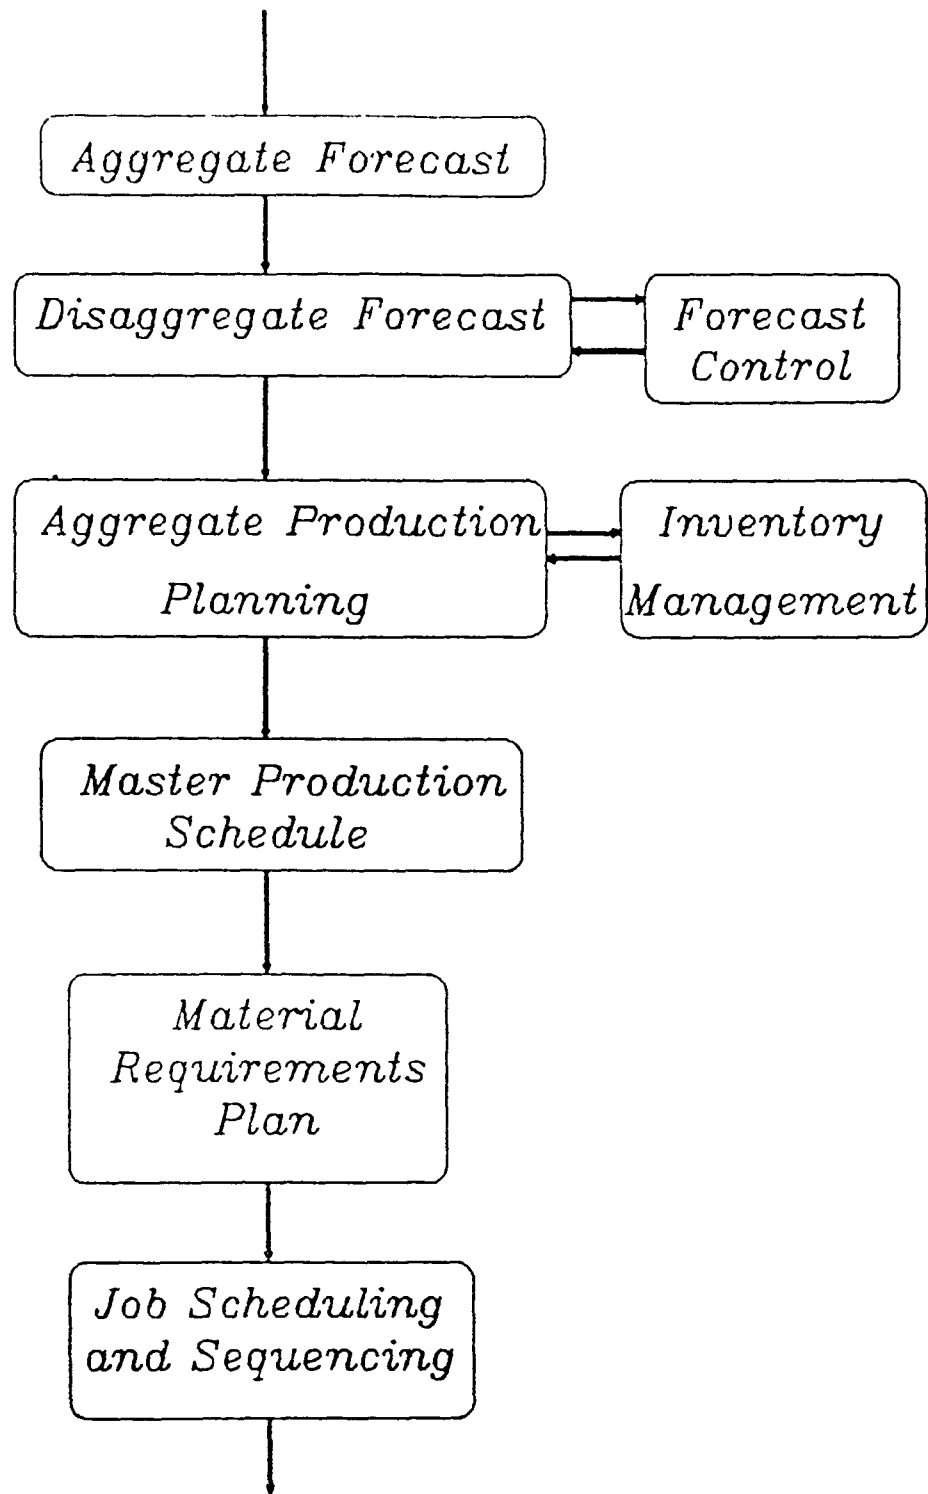 Aggregate Forecast
Disaggregate Forecast
Forecast
Control
Aggregate Production
Planning
Inventory
Management
Master Production
Schedule
Material
Requirements
Plan
Job Scheduling
and Sequencing